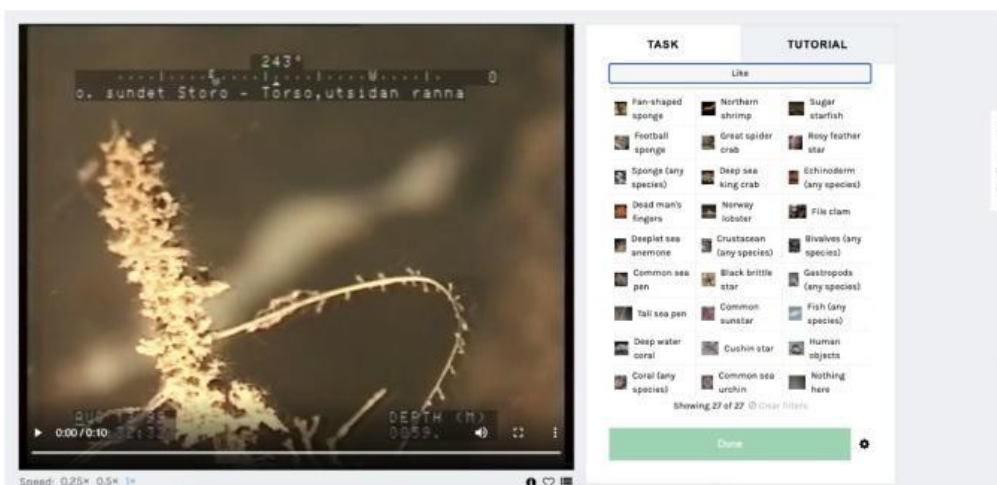 243°
0
o. sundet Storo - Torso,utsidan ranna
DEPTH (M)
0059.
0:00 / 0:10
Speed: 0.25× 0.5× 1×
TASK
TUTORIAL
Like
Fan-shaped sponge
Northern shrimp
Sugar starfish
Football sponge
Great spider crab
Rosy feather star
Sponge (any species)
Deep sea king crab
Echinoderm (any species)
Dead man's fingers
Norway lobster
File clam
Deeplet sea anemone
Crustacean (any species)
Bivalves (any species)
Common sea pen
Black brittle star
Gastropods (any species)
Tall sea pen
Common sunstar
Fish (any species)
Deep water coral
Cushin star
Human objects
Coral (any species)
Common sea urchin
Nothing here
Showing 27 of 27
Clear filters
Done